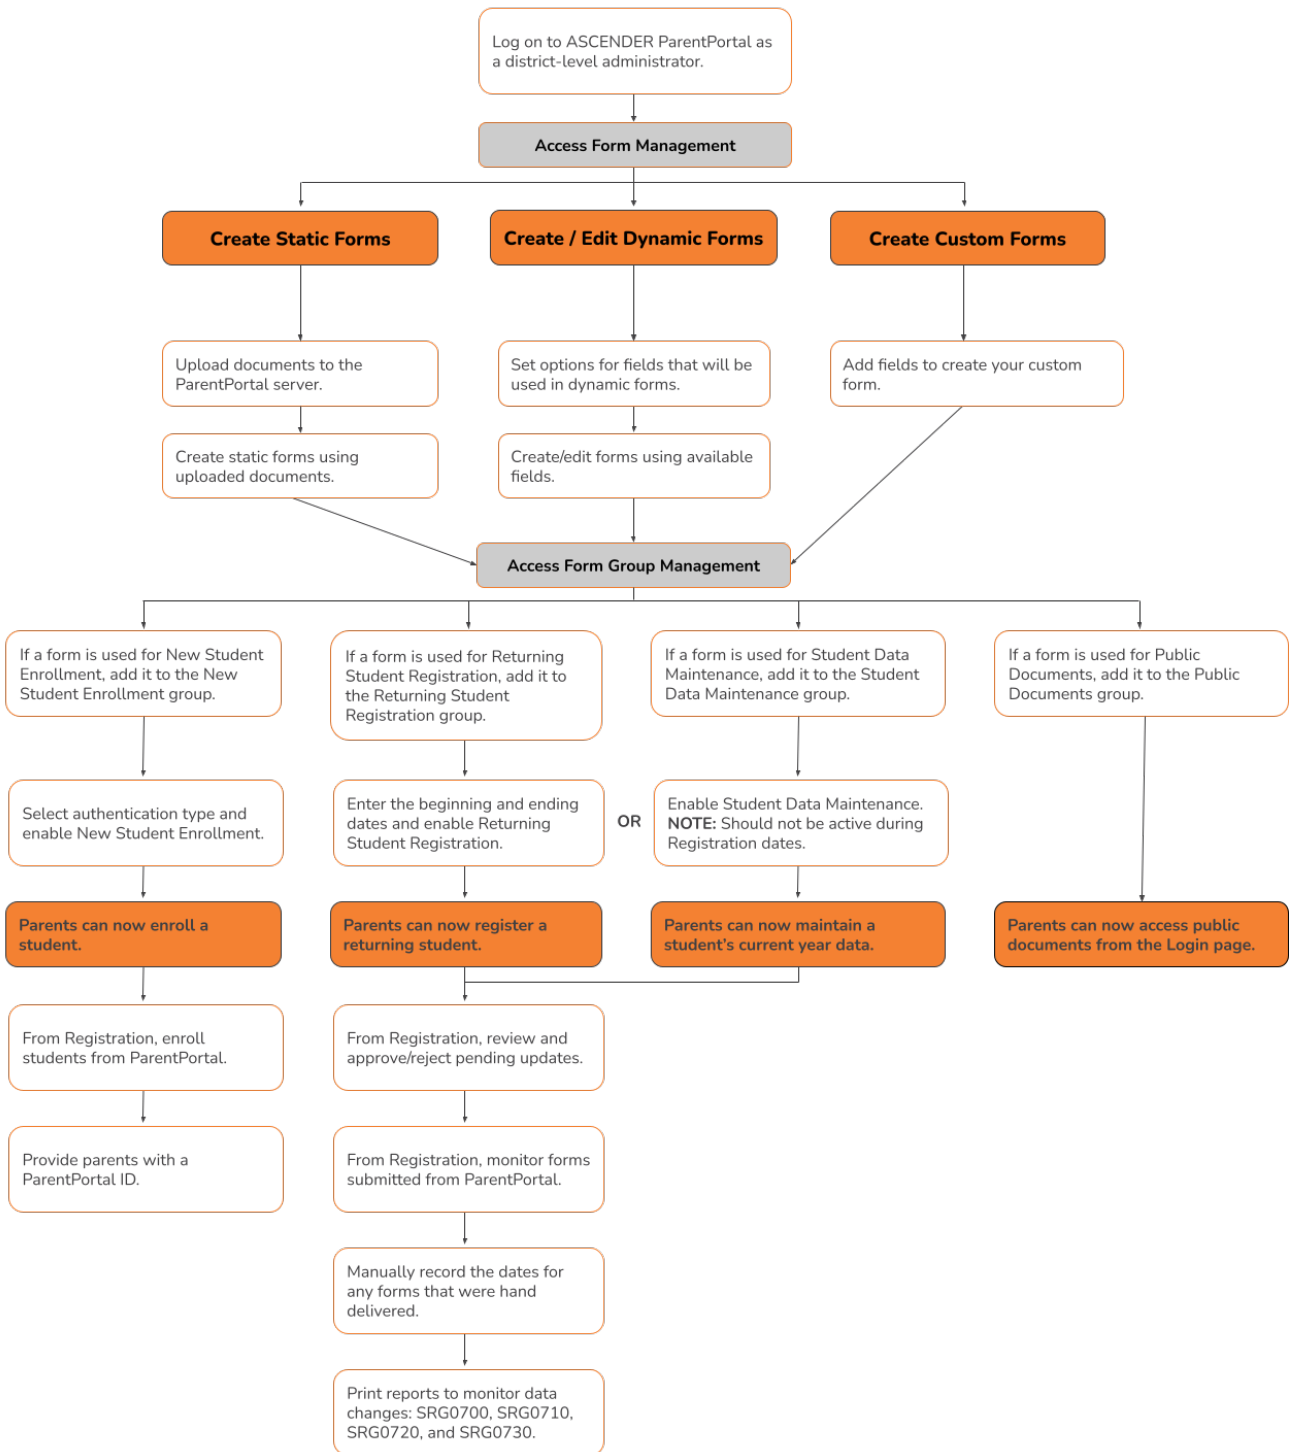 Log on to ASCENDER ParentPortal as
a district-level administrator.
Access Form Management
Create Static Forms
Create / Edit Dynamic Forms
Create Custom Forms
Upload documents to the
ParentPortal server.
Set options for fields that will be
used in dynamic forms.
Add fields to create your custom
form.
Create static forms using
uploaded documents.
Create/edit forms using available
fields.
Access Form Group Management
If a form is used for New Student
Enrollment, add it to the New
Student Enrollment group.
If a form is used for Returning
Student Registration, add it to
the Returning Student
Registration group.
If a form is used for Student Data
Maintenance, add it to the Student
Data Maintenance group.
If a form is used for Public
Documents, add it to the Public
Documents group.
Select authentication type and
enable New Student Enrollment.
Enter the beginning and ending
dates and enable Returning
Student Registration.
OR
Enable Student Data Maintenance.
NOTE: Should not be active during
Registration dates.
Parents can now enroll a
student.
Parents can now register a
returning student.
Parents can now maintain a
student's current year data.
Parents can now access public
documents from the Login page.
From Registration, enroll
students from ParentPortal.
From Registration, review and
approve/reject pending updates.
Provide parents with a
ParentPortal ID.
From Registration, monitor forms
submitted from ParentPortal.
Manually record the dates for
any forms that were hand
delivered.
Print reports to monitor data
changes: SRG0700, SRG0710,
SRG0720, and SRG0730.